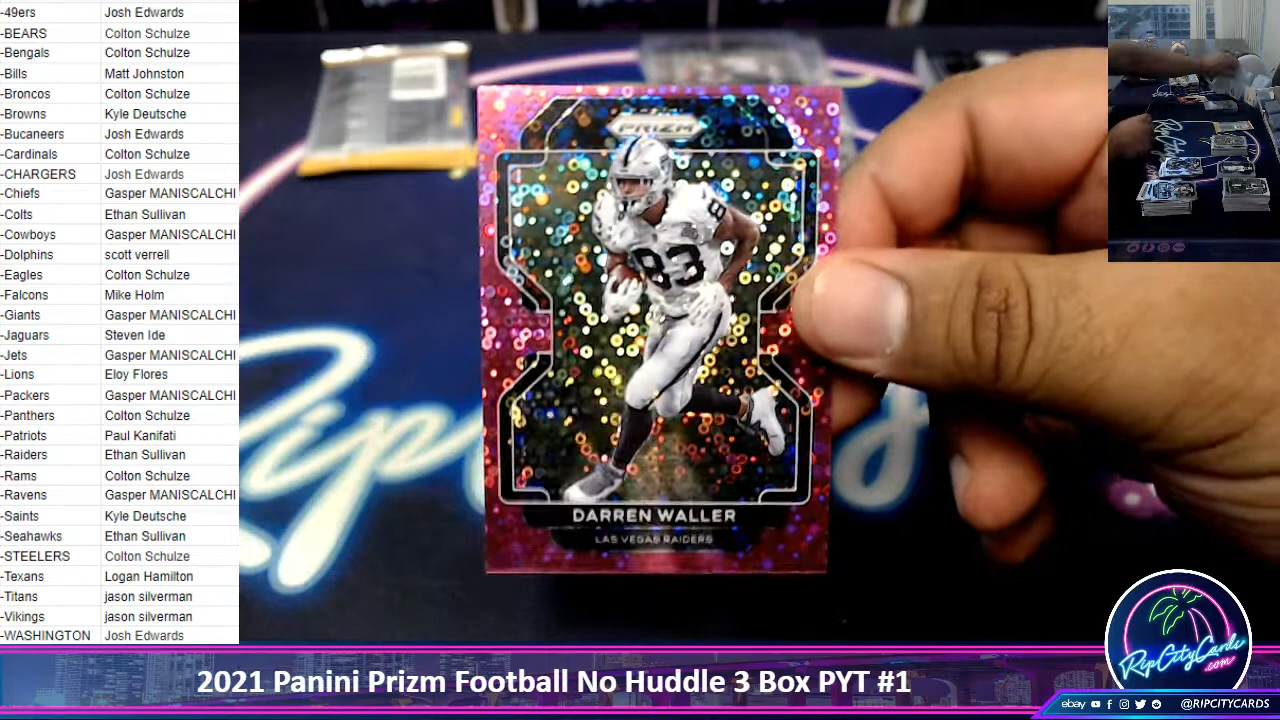 -49ers Josh Edwards
-BEARS Colton Schulze
-Bengals Colton Schulze
-Bills Matt Johnston
-Broncos Colton Schulze
-Browns Kyle Deutsche
-Bucaneers Josh Edwards
-Cardinals Colton Schulze
-CHARGERS Josh Edwards
-Chiefs Gasper MANISCALCHI
-Colts Ethan Sullivan
-Cowboys Gasper MANISCALCHI
-Dolphins scott verrell
-Eagles Colton Schulze
-Falcons Mike Holm
-Giants Gasper MANISCALCHI
-Jaguars Steven Ide
-Jets Gasper MANISCALCHI
-Lions Eloy Flores
-Packers Gasper MANISCALCHI
-Panthers Colton Schulze
-Patriots Paul Kanifati
-Raiders Ethan Sullivan
-Rams Colton Schulze
-Ravens Gasper MANISCALCHI
-Saints Kyle Deutsche
-Seahawks Ethan Sullivan
-STEELERS Colton Schulze
-Texans Logan Hamilton
-Titans jason silverman
-Vikings jason silverman
-WASHINGTON Josh Edwards
PRIZM
83
DARREN WALLER
LAS VEGAS RAIDERS
Rip
RipCityCards
.com
2021 Panini Prizm Football No Huddle 3 Box PYT #1
ebay @RIPCITYCARDS